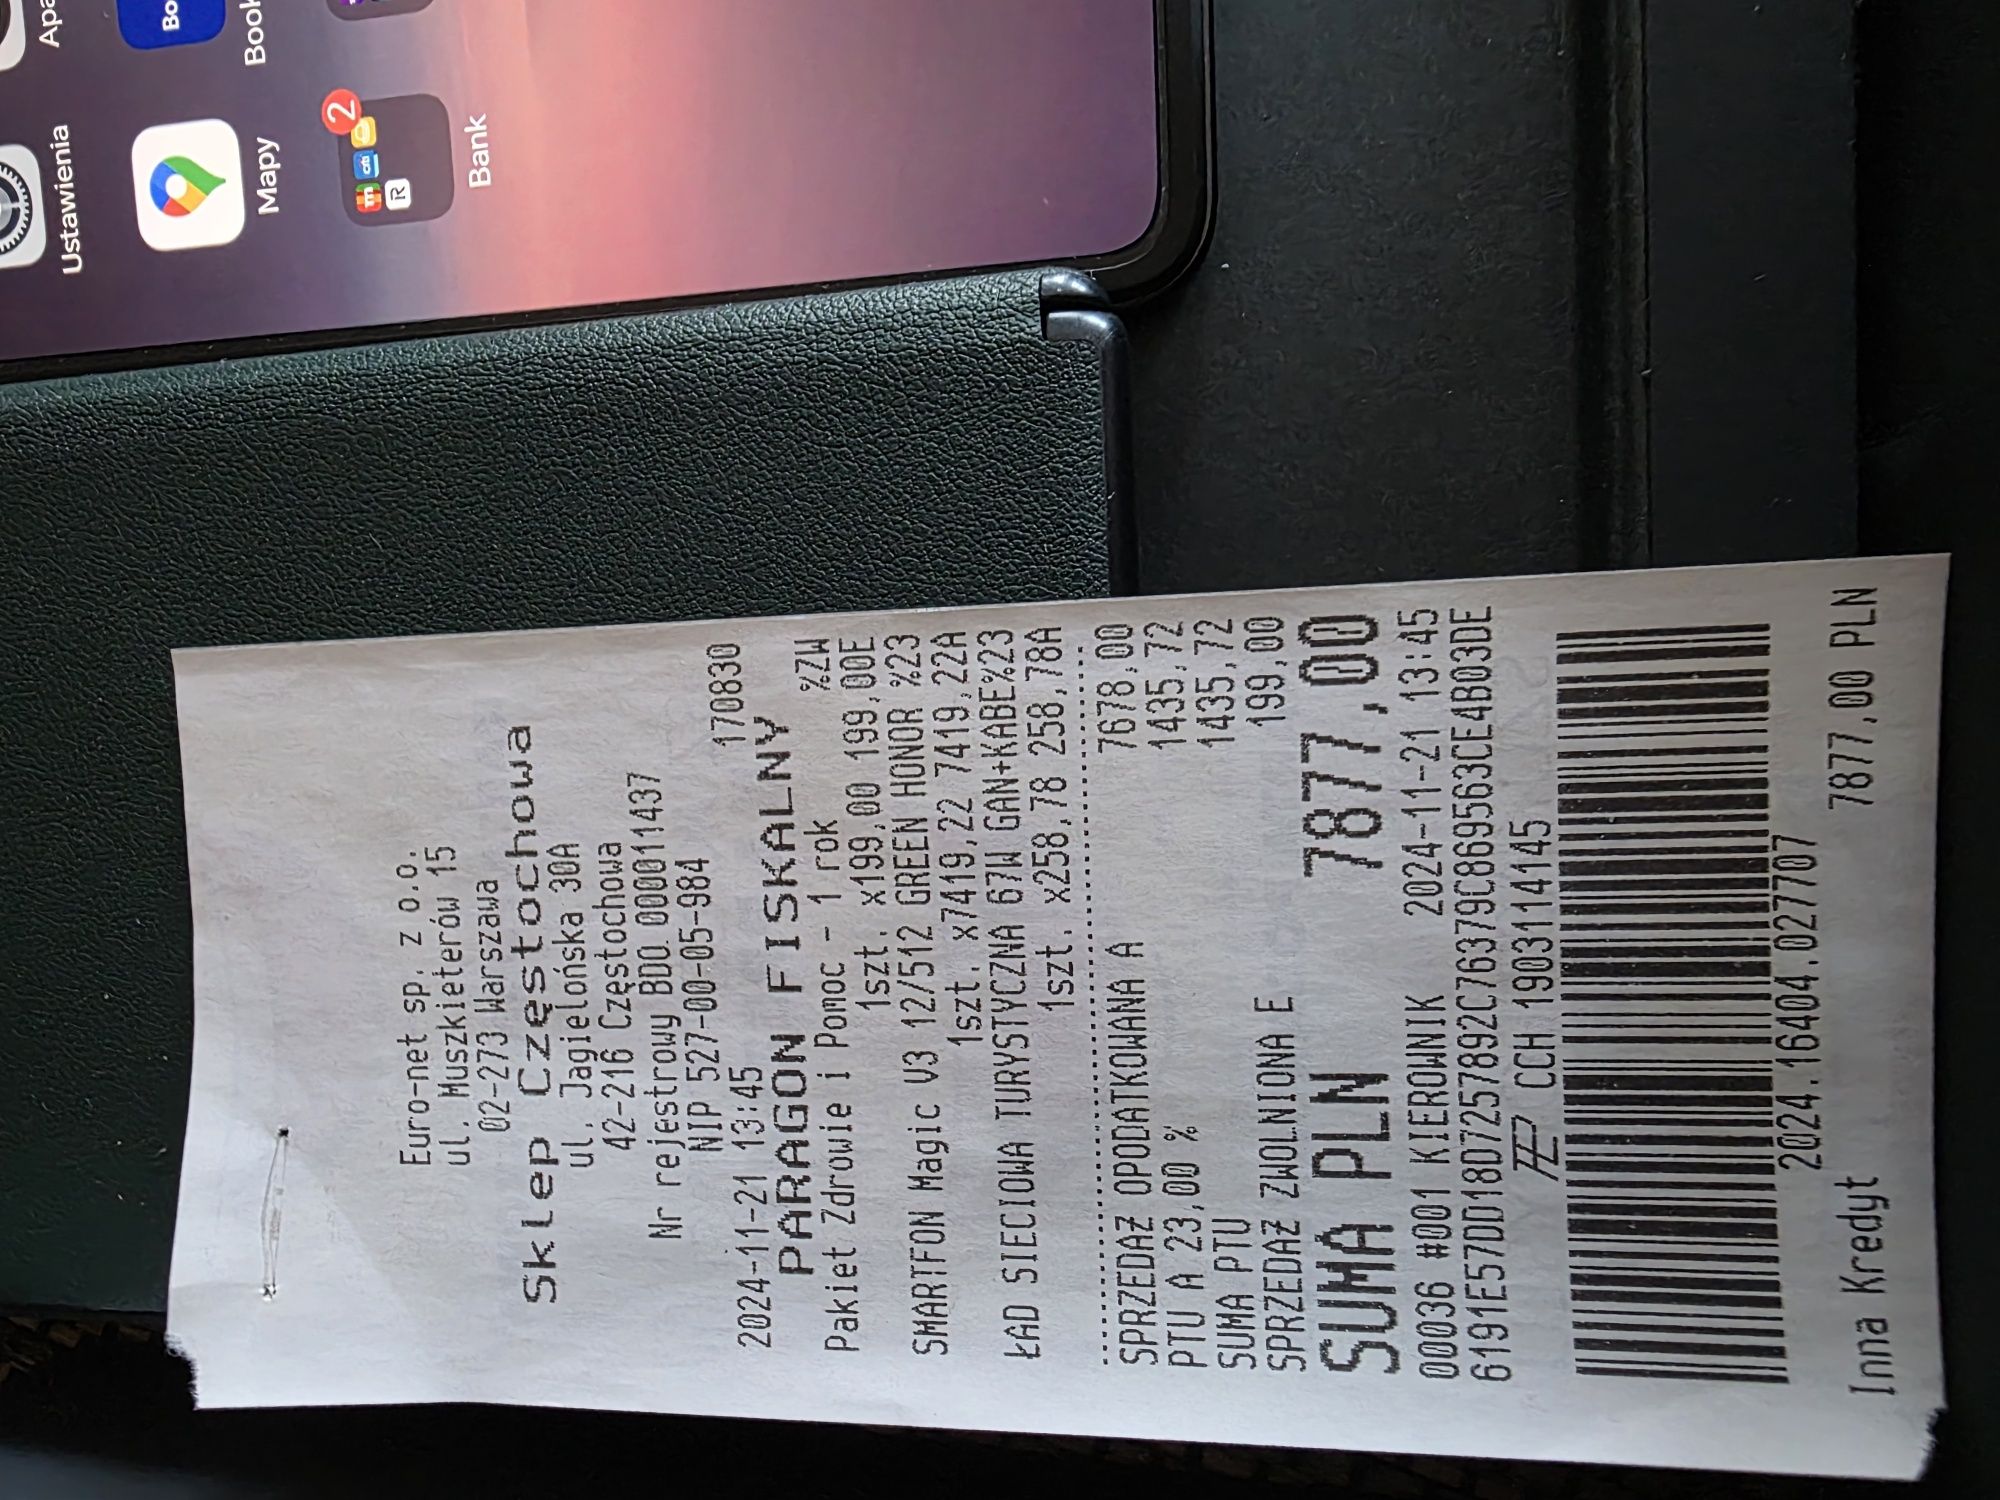 Apa
Ustawienia
Bo
Book
Mapy
2
m
citi
R
Bank
Euro-net sp. z o.o.
ul. Muszkieterów 15
02-273 Warszawa
Sklep Częstochowa
ul. Jagielońska 30A
42-216 Częstochowa
Nr rejestrowy BDO 000011437
NIP 527-00-05-984
2024-11-21 13:45 170830
PARAGON FISKALNY
Pakiet Zdrowie i Pomoc - 1 rok %ZW
1szt. x199,00 199,00E
SMARTFON Magic V3 12/512 GREEN HONOR %23
1szt. x7419,22 7419,22A
ŁAD SIECIOWA TURYSTYCZNA 67W GAN+KABE%23
1szt. x258,78 258,78A
SPRZEDAŻ OPODATKOWANA A 7678,00
PTU A 23,00 % 1435,72
SUMA PTU 1435,72
SPRZEDAŻ ZWOLNIONA E 199,00
SUMA PLN 7877,00
00036 #001 KIEROWNIK 2024-11-21 13:45
6191E57DD18D7257892C76379C869563CE4B03DE
CCH 1903114145
2024.16404.027707
Inna Kredyt 7877,00 PLN